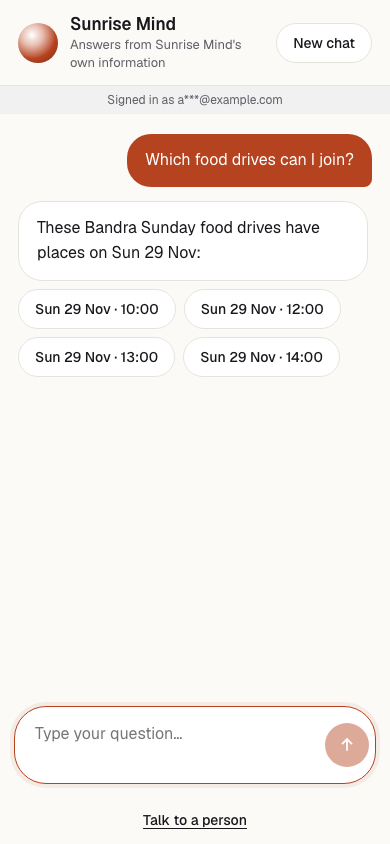 Sunrise Mind
Answers from Sunrise Mind's
own information
New chat
Signed in as a***@example.com
Which food drives can I join?
These Bandra Sunday food drives have
places on Sun 29 Nov:
Sun 29 Nov · 10:00
Sun 29 Nov · 12:00
Sun 29 Nov · 13:00
Sun 29 Nov · 14:00
Type your question...
Talk to a person